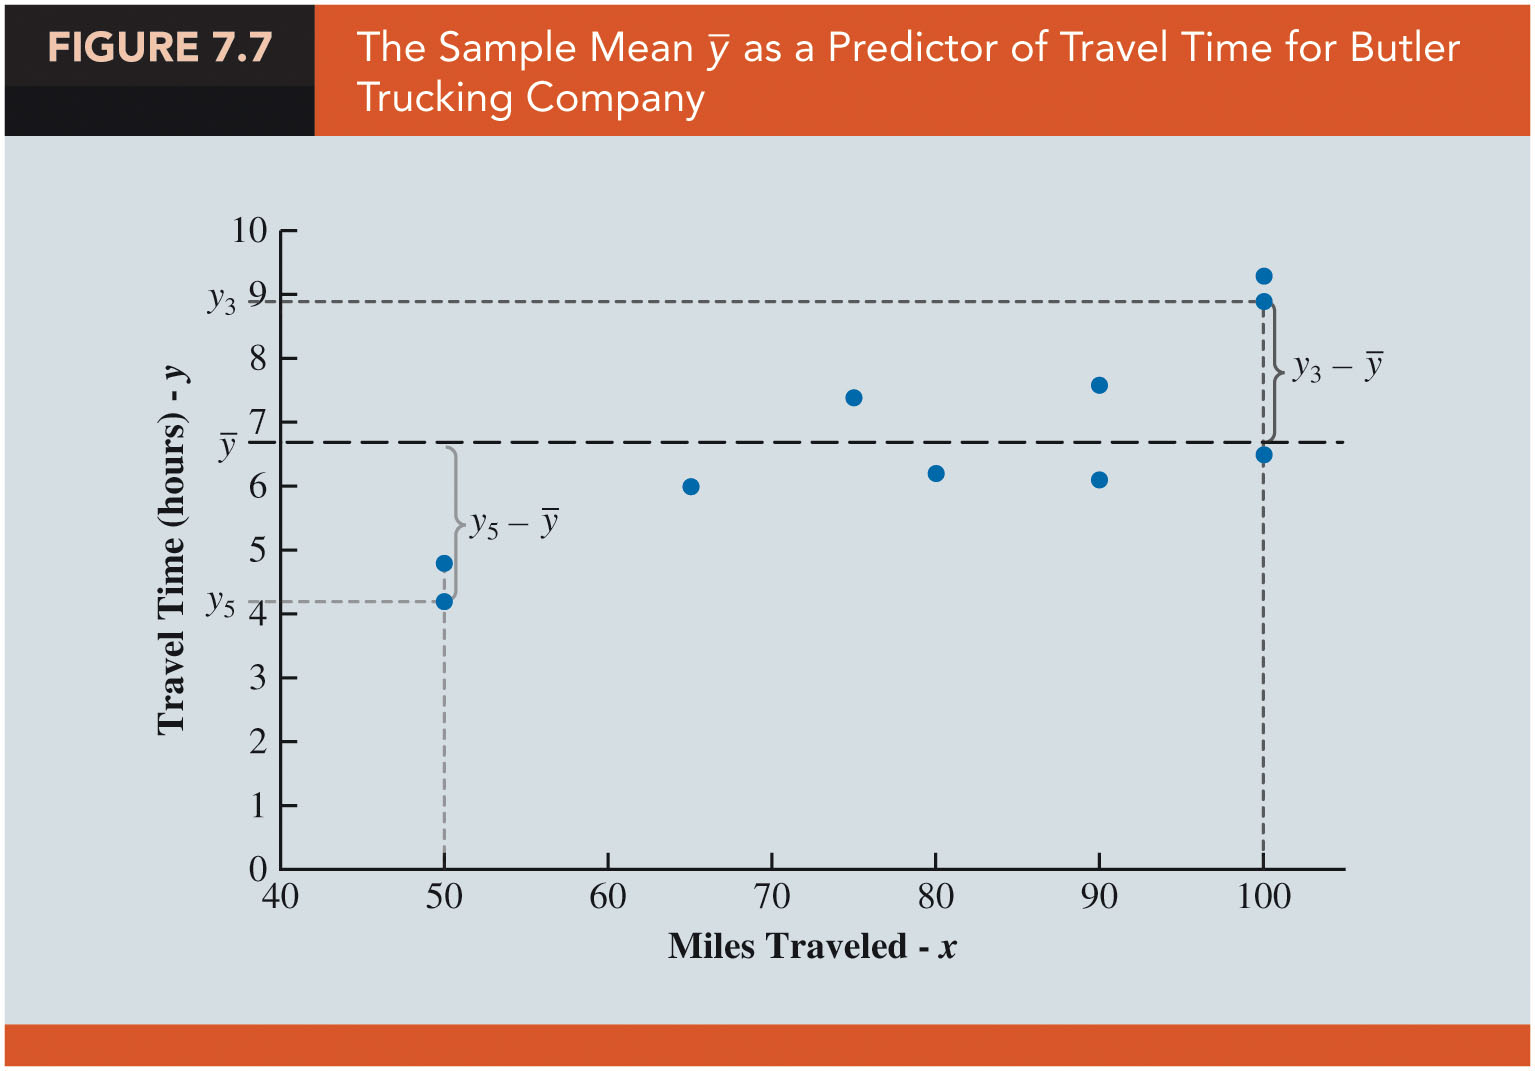 FIGURE 7.7
The Sample Mean y̅ as a Predictor of Travel Time for Butler
Trucking Company
10
y₃ 9
8
y₃ − y̅
7
y̅
6
y₅ − y̅
5
y₅ 4
3
2
1
0
Travel Time (hours) - y
40 50 60 70 80 90 100
Miles Traveled - x